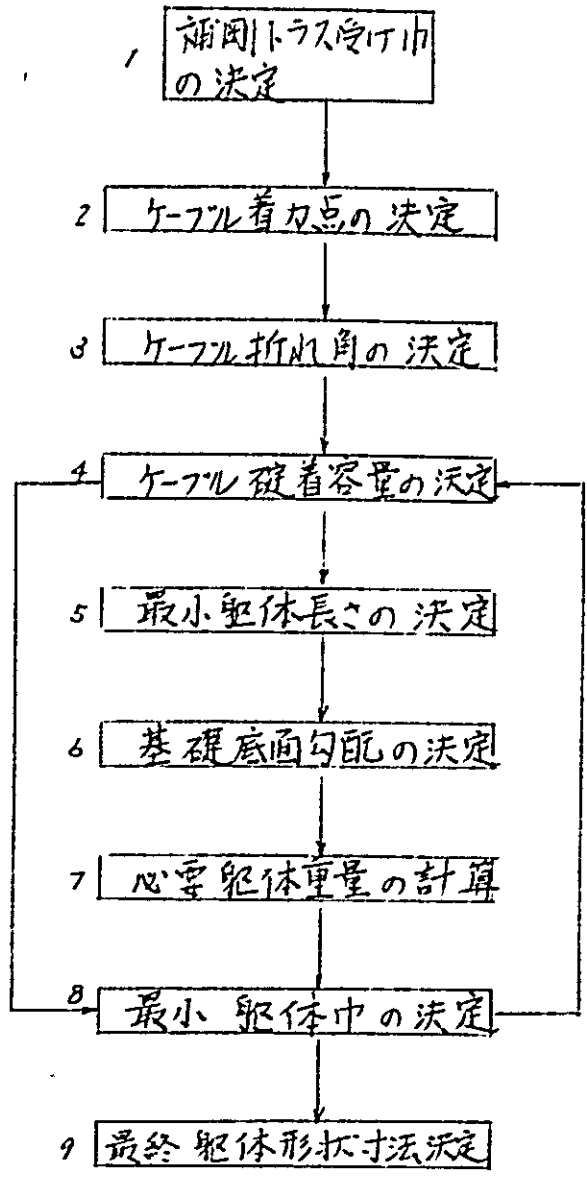 1 補剛トラス受け巾
の決定
2 ケーブル着力点の決定
3 ケーブル折れ角の決定
4 ケーブル碇着容量の決定
5 最小躯体長さの決定
6 基礎底面勾配の決定
7 必要躯体重量の計算
8 最小躯体巾の決定
9 最終躯体形状寸法決定